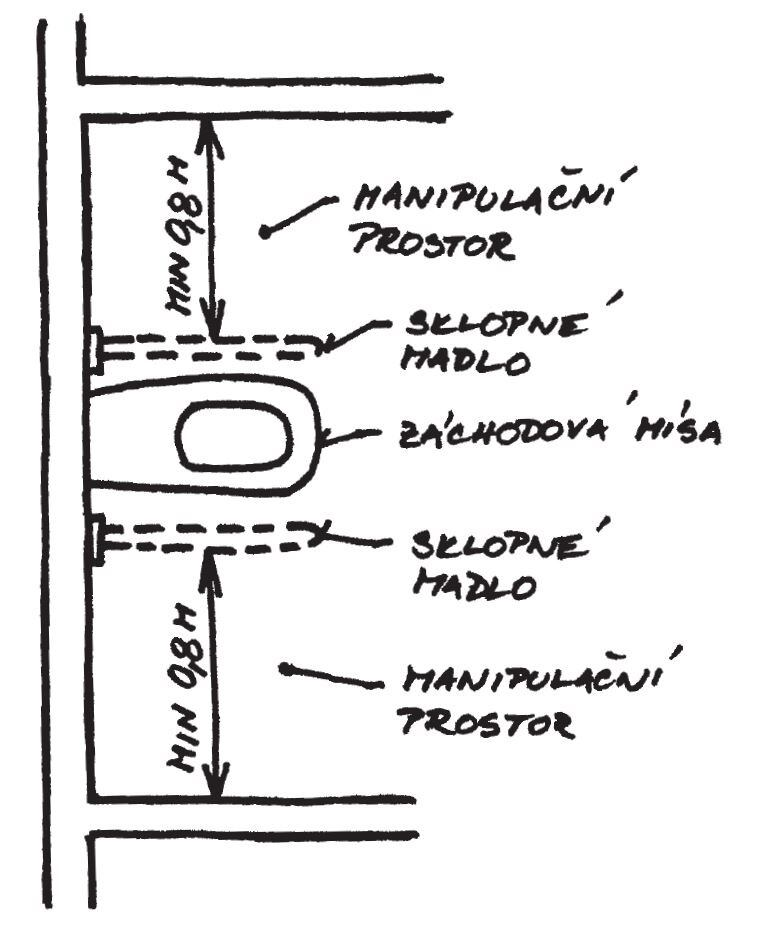 MIN 0,8 M
MANIPULAČNÍ
PROSTOR
SKLOPNÉ
MADLO
ZÁCHODOVÁ MÍSA
SKLOPNÉ
MADLO
MIN 0,8 M
MANIPULAČNÍ
PROSTOR